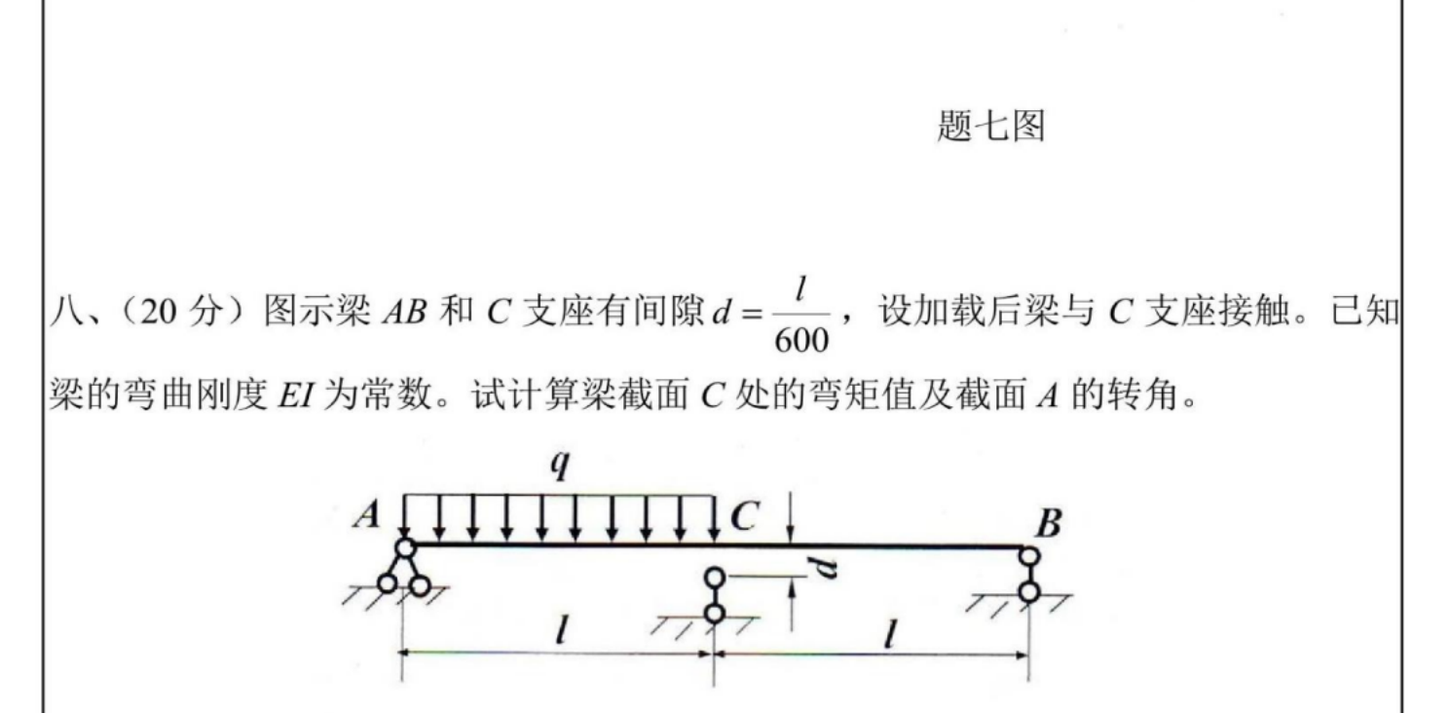 题七图
八、（20 分）图示梁 AB 和 C 支座有间隙 d = l/600 ，设加载后梁与 C 支座接触。已知
梁的弯曲刚度 EI 为常数。试计算梁截面 C 处的弯矩值及截面 A 的转角。
q
A C B
d
l l